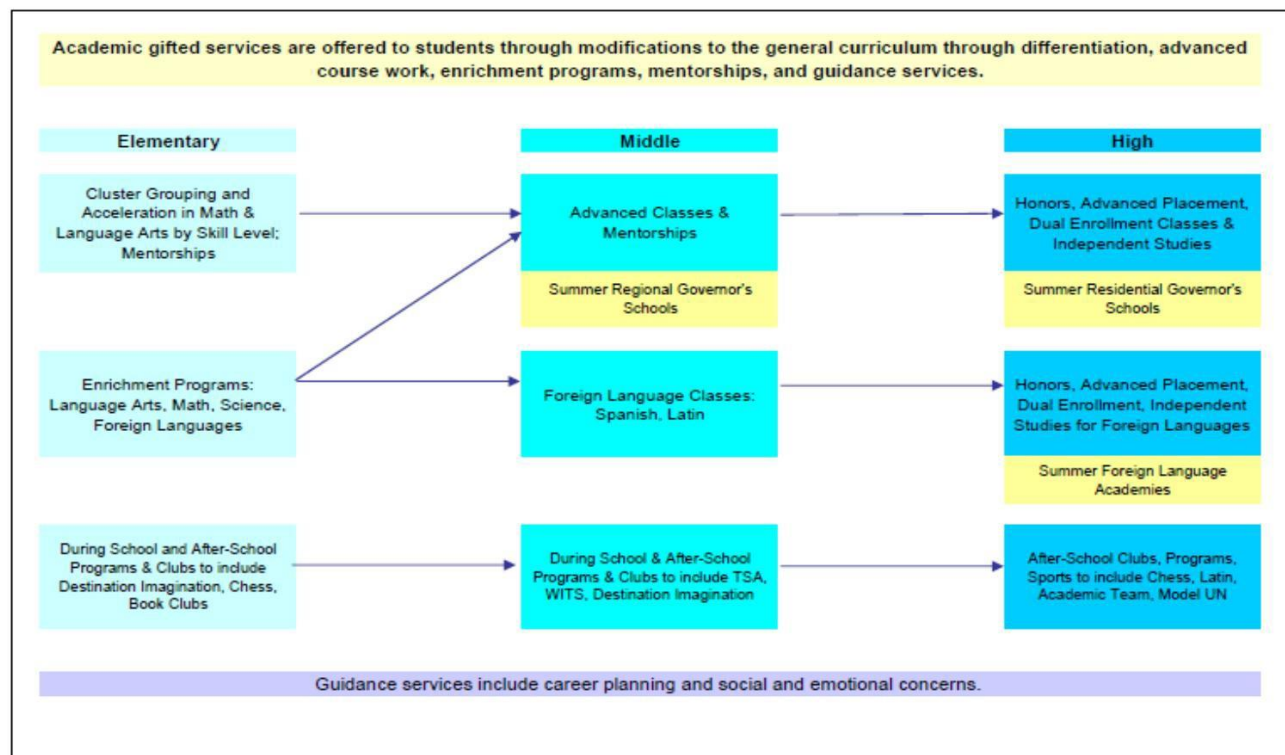 Academic gifted services are offered to students through modifications to the general curriculum through differentiation, advanced
course work, enrichment programs, mentorships, and guidance services.
Elementary
Middle
High
Cluster Grouping and
Acceleration in Math &
Language Arts by Skill Level;
Mentorships
Advanced Classes &
Mentorships
Honors, Advanced Placement,
Dual Enrollment Classes &
Independent Studies
Summer Regional Governor's
Schools
Summer Residential Governor's
Schools
Enrichment Programs:
Language Arts, Math, Science,
Foreign Languages
Foreign Language Classes:
Spanish, Latin
Honors, Advanced Placement,
Dual Enrollment, Independent
Studies for Foreign Languages
Summer Foreign Language
Academies
During School and After-School
Programs & Clubs to include
Destination Imagination, Chess,
Book Clubs
During School & After-School
Programs & Clubs to include TSA,
WITS, Destination Imagination
After-School Clubs, Programs,
Sports to include Chess, Latin,
Academic Team, Model UN
Guidance services include career planning and social and emotional concerns.